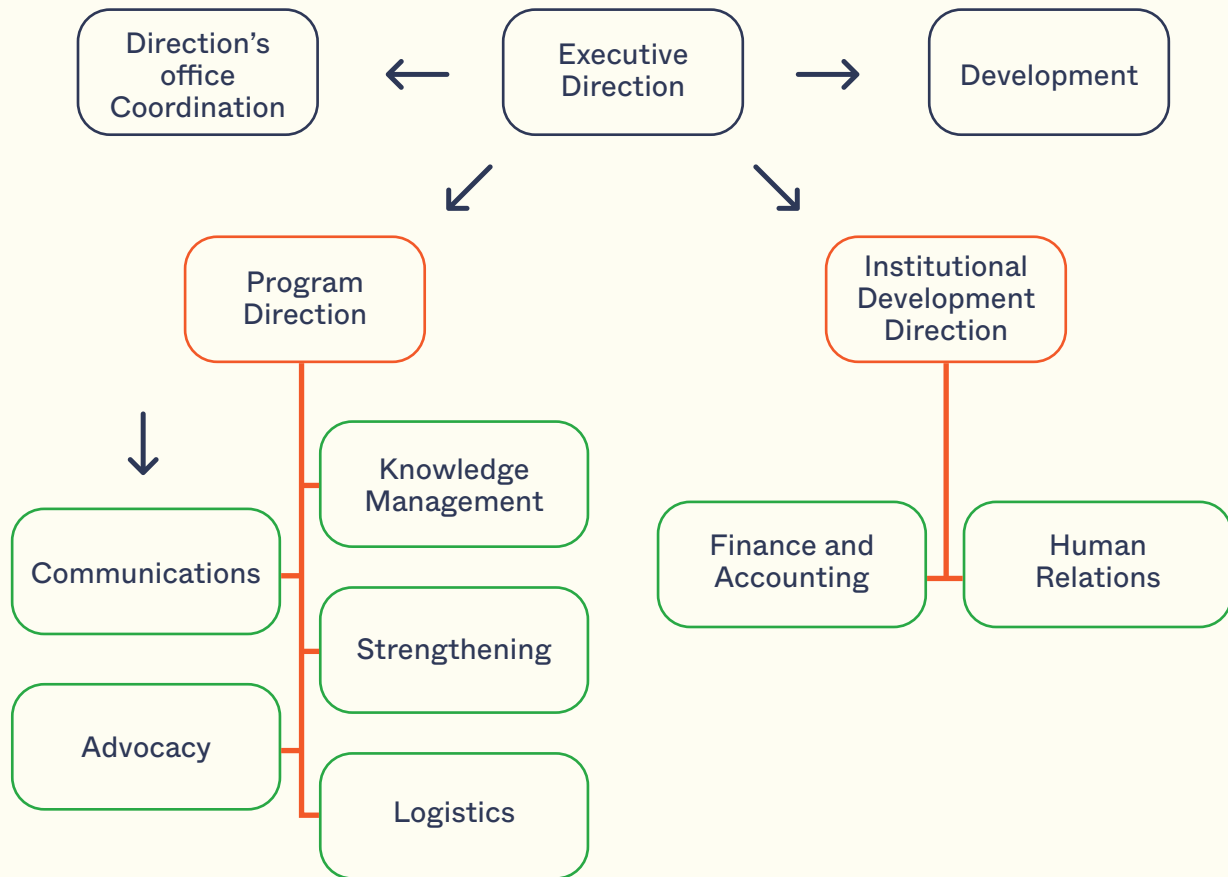 Direction’s
office
Coordination
Executive
Direction
Development
Program
Direction
Institutional
Development
Direction
Knowledge
Management
Communications
Strengthening
Advocacy
Logistics
Finance and
Accounting
Human
Relations